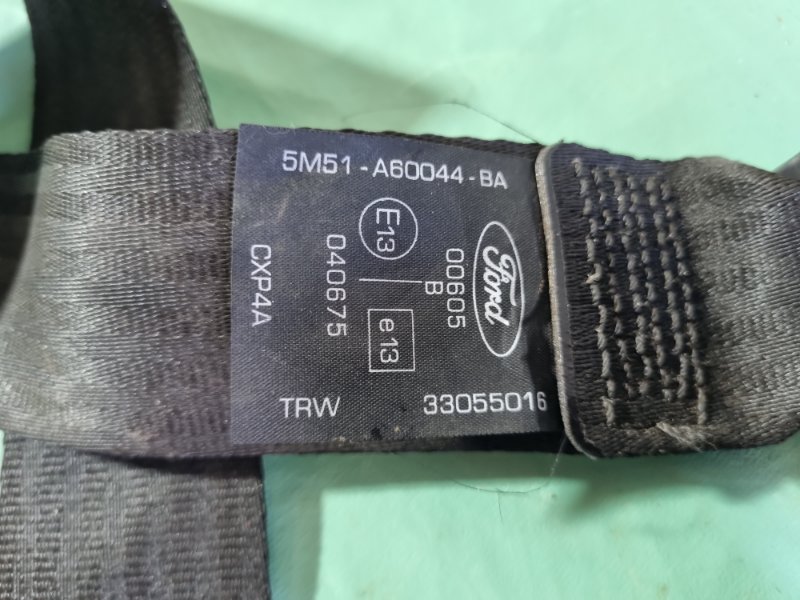 5M51-A60044-BA
Ford
00605
B
E13
e13
040675
CXP4A
TRW
33055016